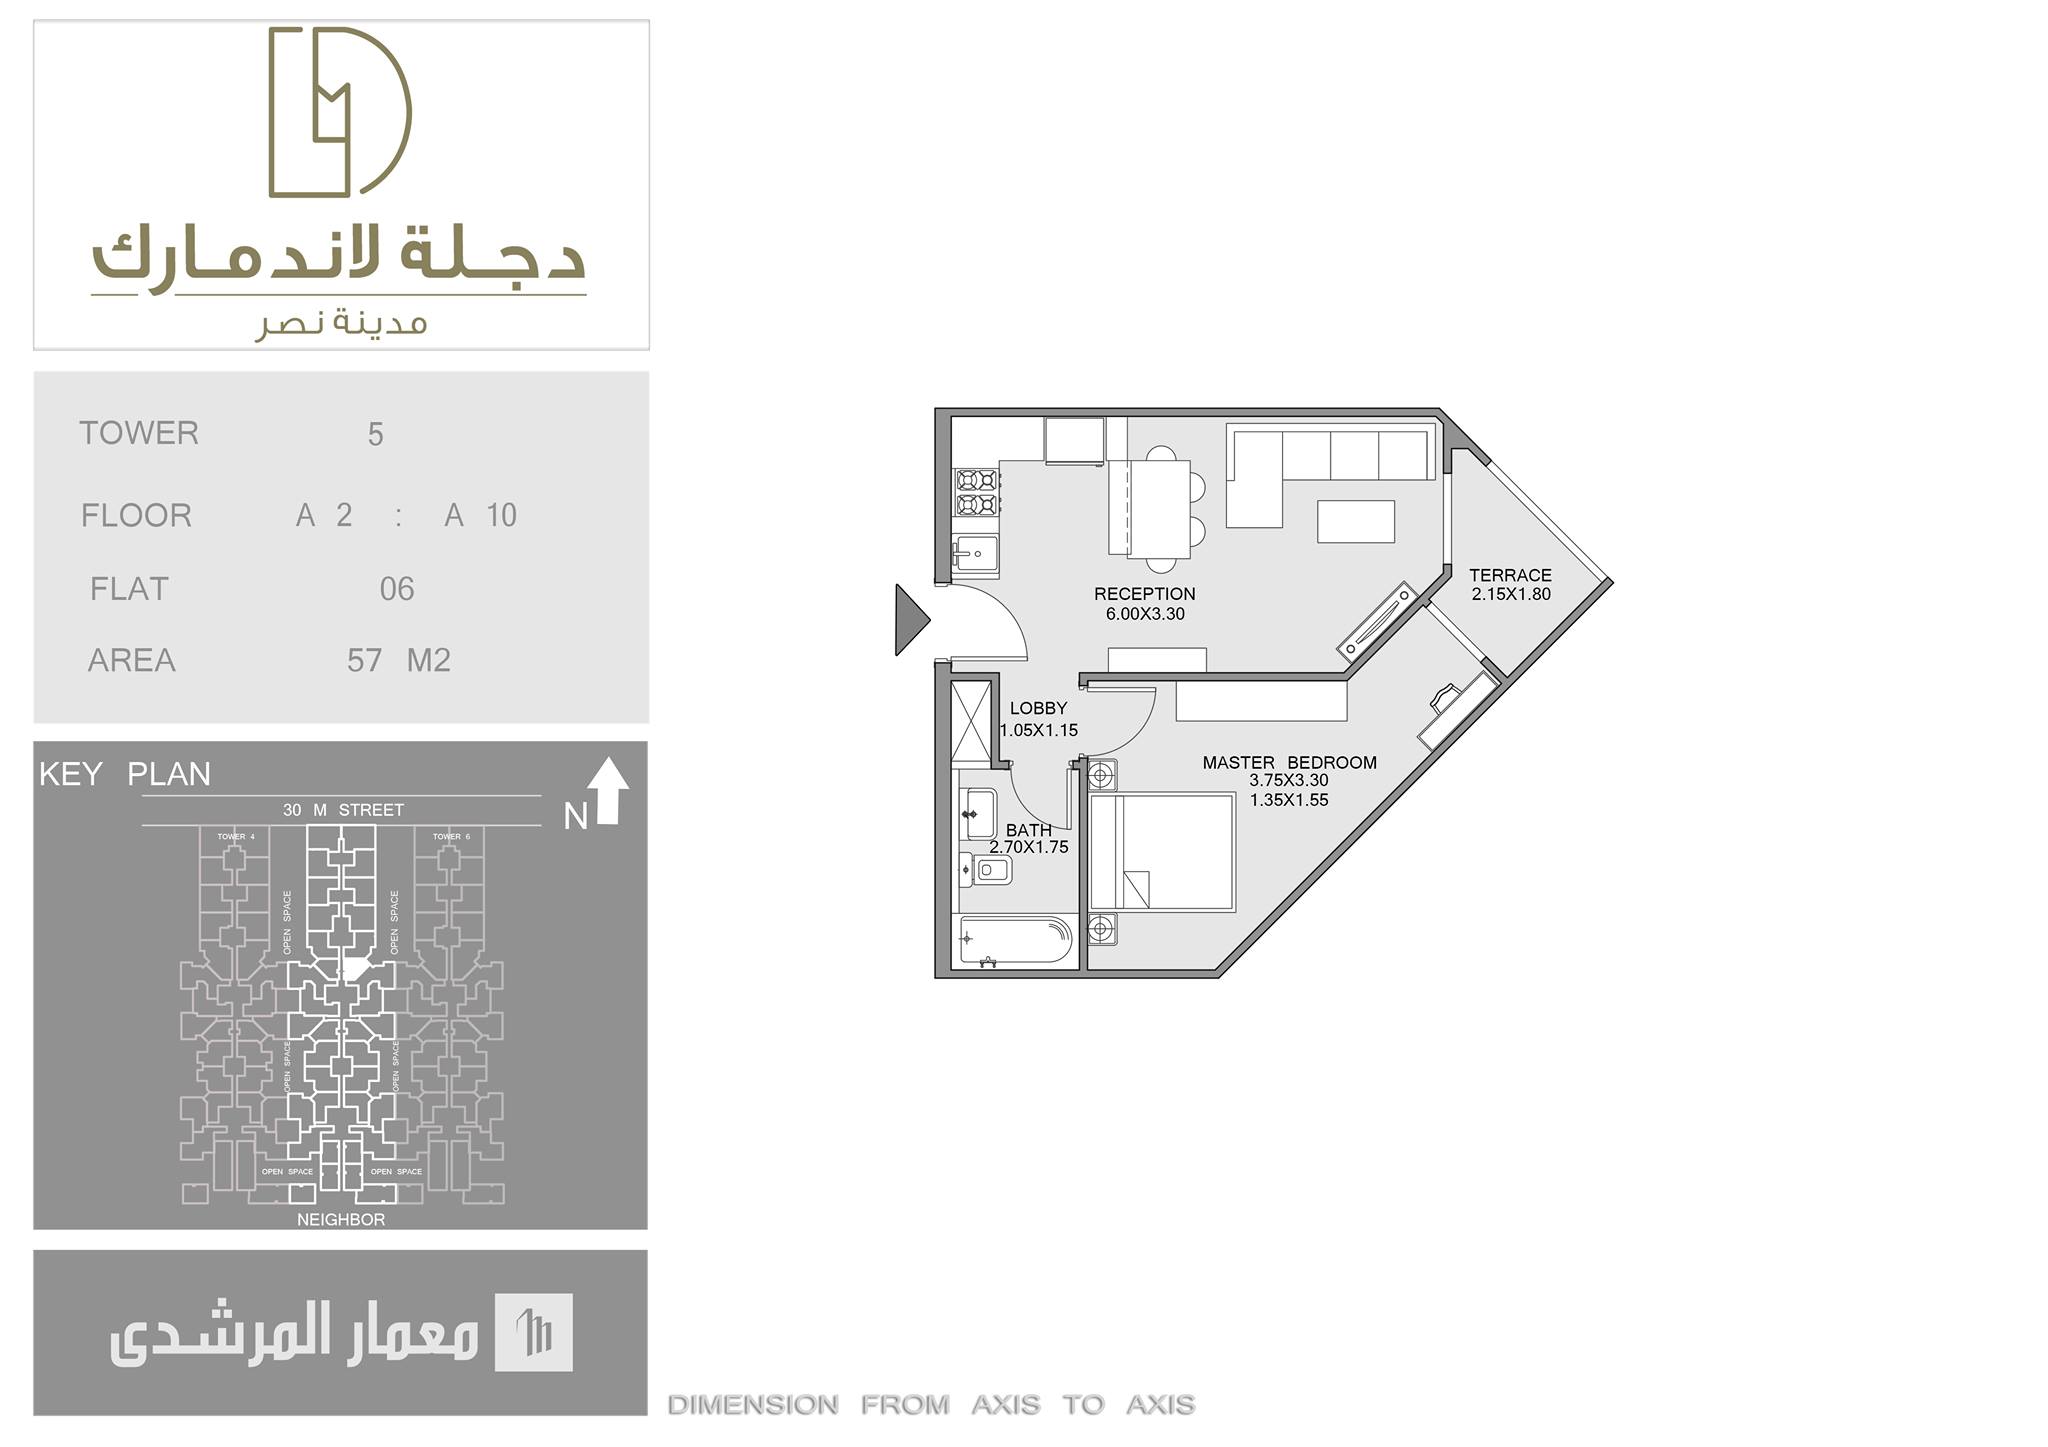 دجلة لاندمارك
مدينة نصر
TOWER 5
FLOOR A 2 : A 10
FLAT 06
AREA 57 M2
KEY PLAN
N
30 M STREET
TOWER 4
TOWER 6
OPEN SPACE
OPEN SPACE
OPEN SPACE
OPEN SPACE
OPEN SPACE
OPEN SPACE
NEIGHBOR
معمار المرشدى
RECEPTION
6.00X3.30
TERRACE
2.15X1.80
LOBBY
1.05X1.15
MASTER BEDROOM
3.75X3.30
1.35X1.55
BATH
2.70X1.75
DIMENSION FROM AXIS TO AXIS